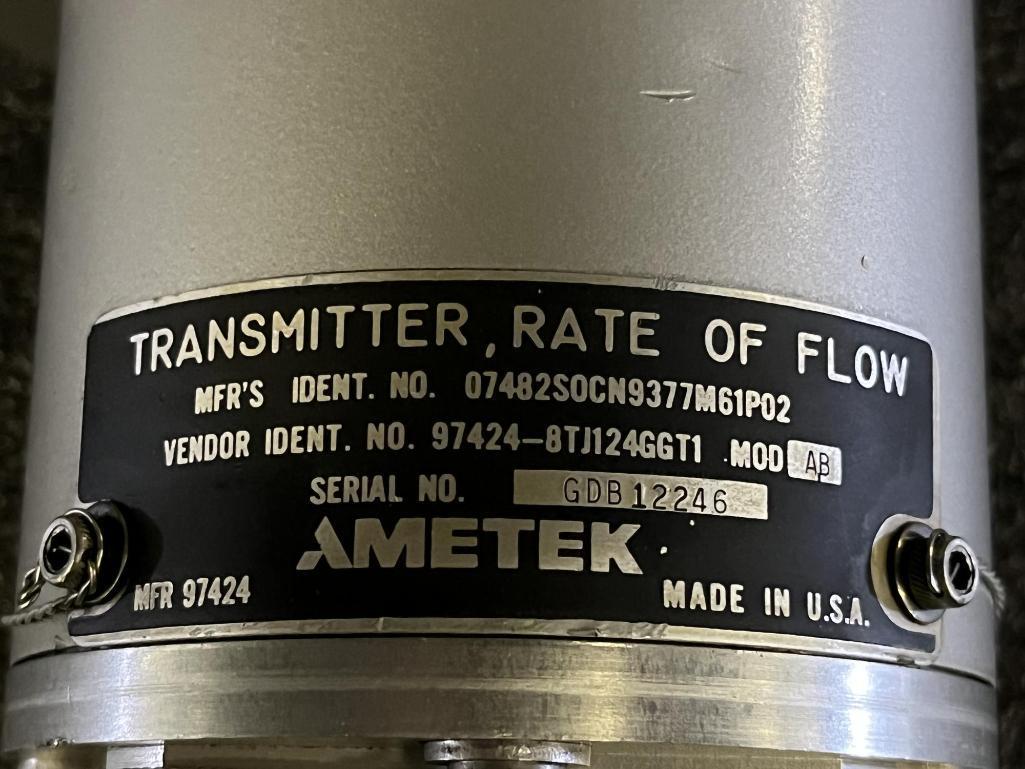 TRANSMITTER, RATE OF FLOW
MFR'S IDENT. NO. 07482SOCN9377M61P02
VENDOR IDENT. NO. 97424-8TJ124GGT1 MOD AB
SERIAL NO. GDB12246
AMETEK
MFR 97424 MADE IN U.S.A.